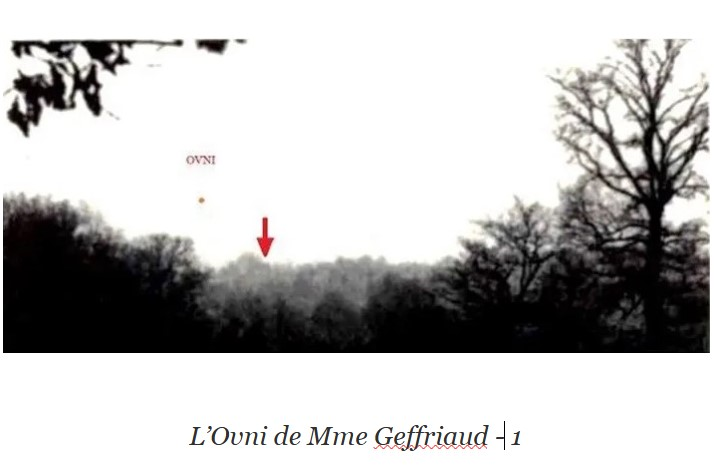 OVNI
L’Ovni de Mme Geffriaud - 1